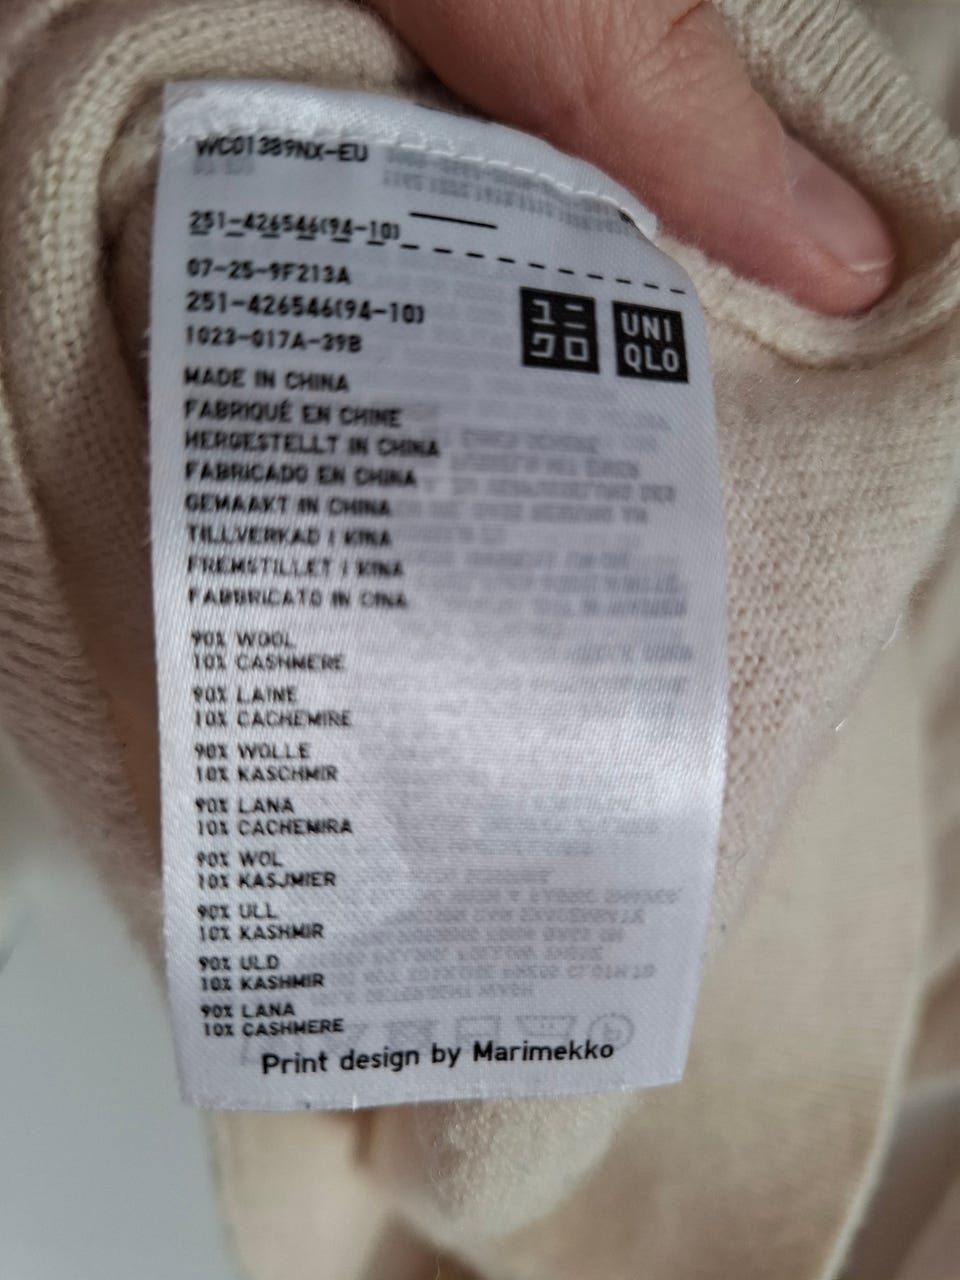 WC01389NX-EU
251-426546(94-10)
07-25-9F213A
251-426546(94-10)
1023-017A-39B
ユニ
クロ
UNI
QLO
MADE IN CHINA
FABRIQUÉ EN CHINE
HERGESTELLT IN CHINA
FABRICADO EN CHINA
GEMAAKT IN CHINA
TILLVERKAD I KINA
FREMSTILLET I KINA
FABBRICATO IN CINA
90% WOOL
10% CASHMERE
90% LAINE
10% CACHEMIRE
90% WOLLE
10% KASCHMIR
90% LANA
10% CACHEMIRA
90% WOL
10% KASJMIER
90% ULL
10% KASHMIR
90% ULD
10% KASHMIR
90% LANA
10% CASHMERE
Print design by Marimekko